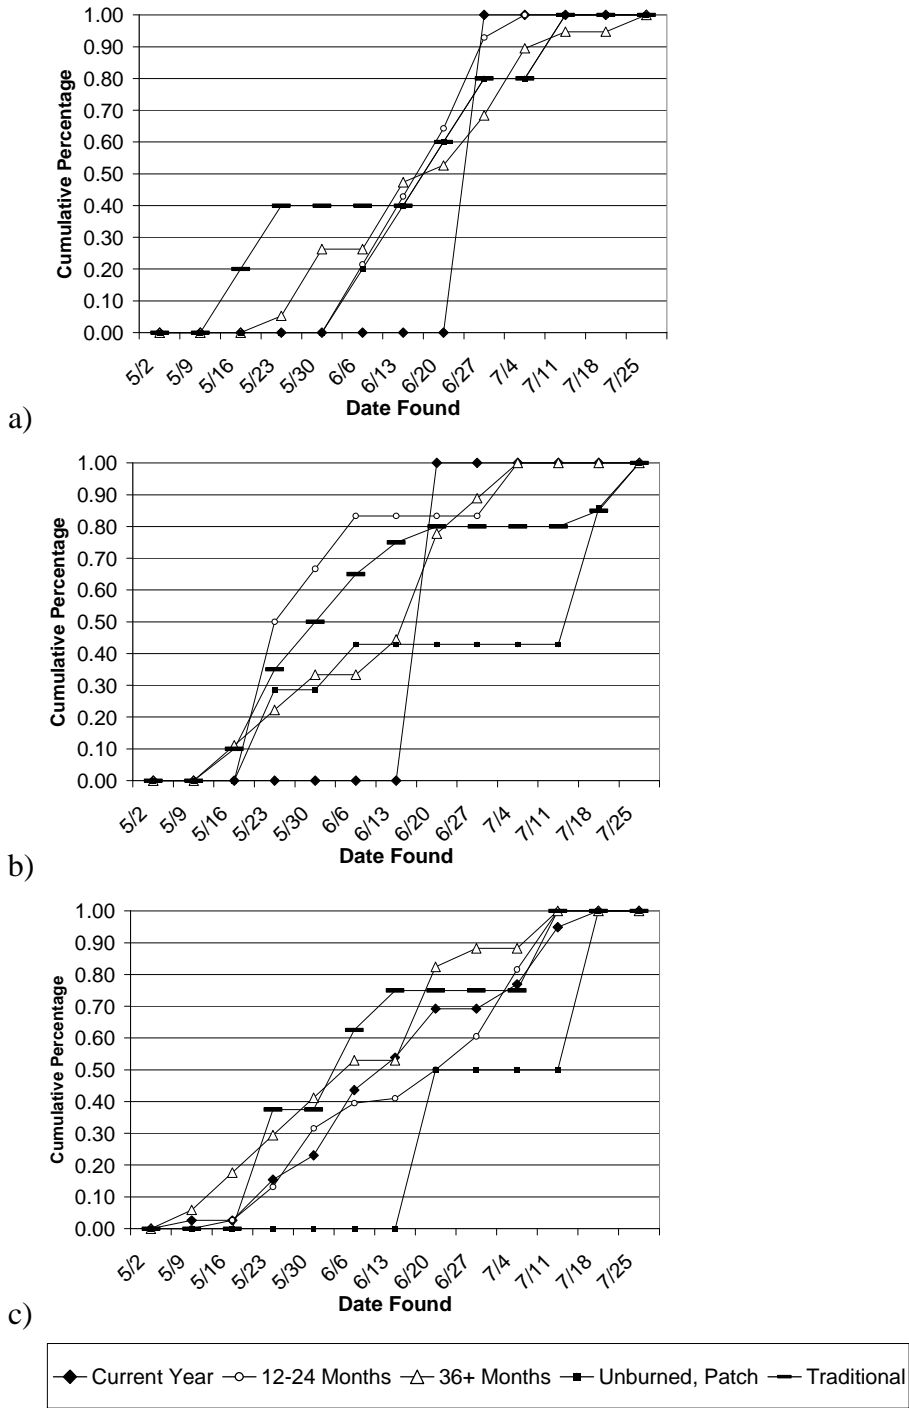 1.00
0.90
0.80
0.70
0.60
0.50
0.40
0.30
0.20
0.10
0.00
Cumulative Percentage
5/2 5/9 5/16 5/23 5/30 6/6 6/13 6/20 6/27 7/4 7/11 7/18 7/25
Date Found
a)
1.00
0.90
0.80
0.70
0.60
0.50
0.40
0.30
0.20
0.10
0.00
Cumulative Percentage
5/2 5/9 5/16 5/23 5/30 6/6 6/13 6/20 6/27 7/4 7/11 7/18 7/25
Date Found
b)
1.00
0.90
0.80
0.70
0.60
0.50
0.40
0.30
0.20
0.10
0.00
Cumulative Percentage
5/2 5/9 5/16 5/23 5/30 6/6 6/13 6/20 6/27 7/4 7/11 7/18 7/25
Date Found
c)
Current Year 12-24 Months 36+ Months Unburned, Patch Traditional